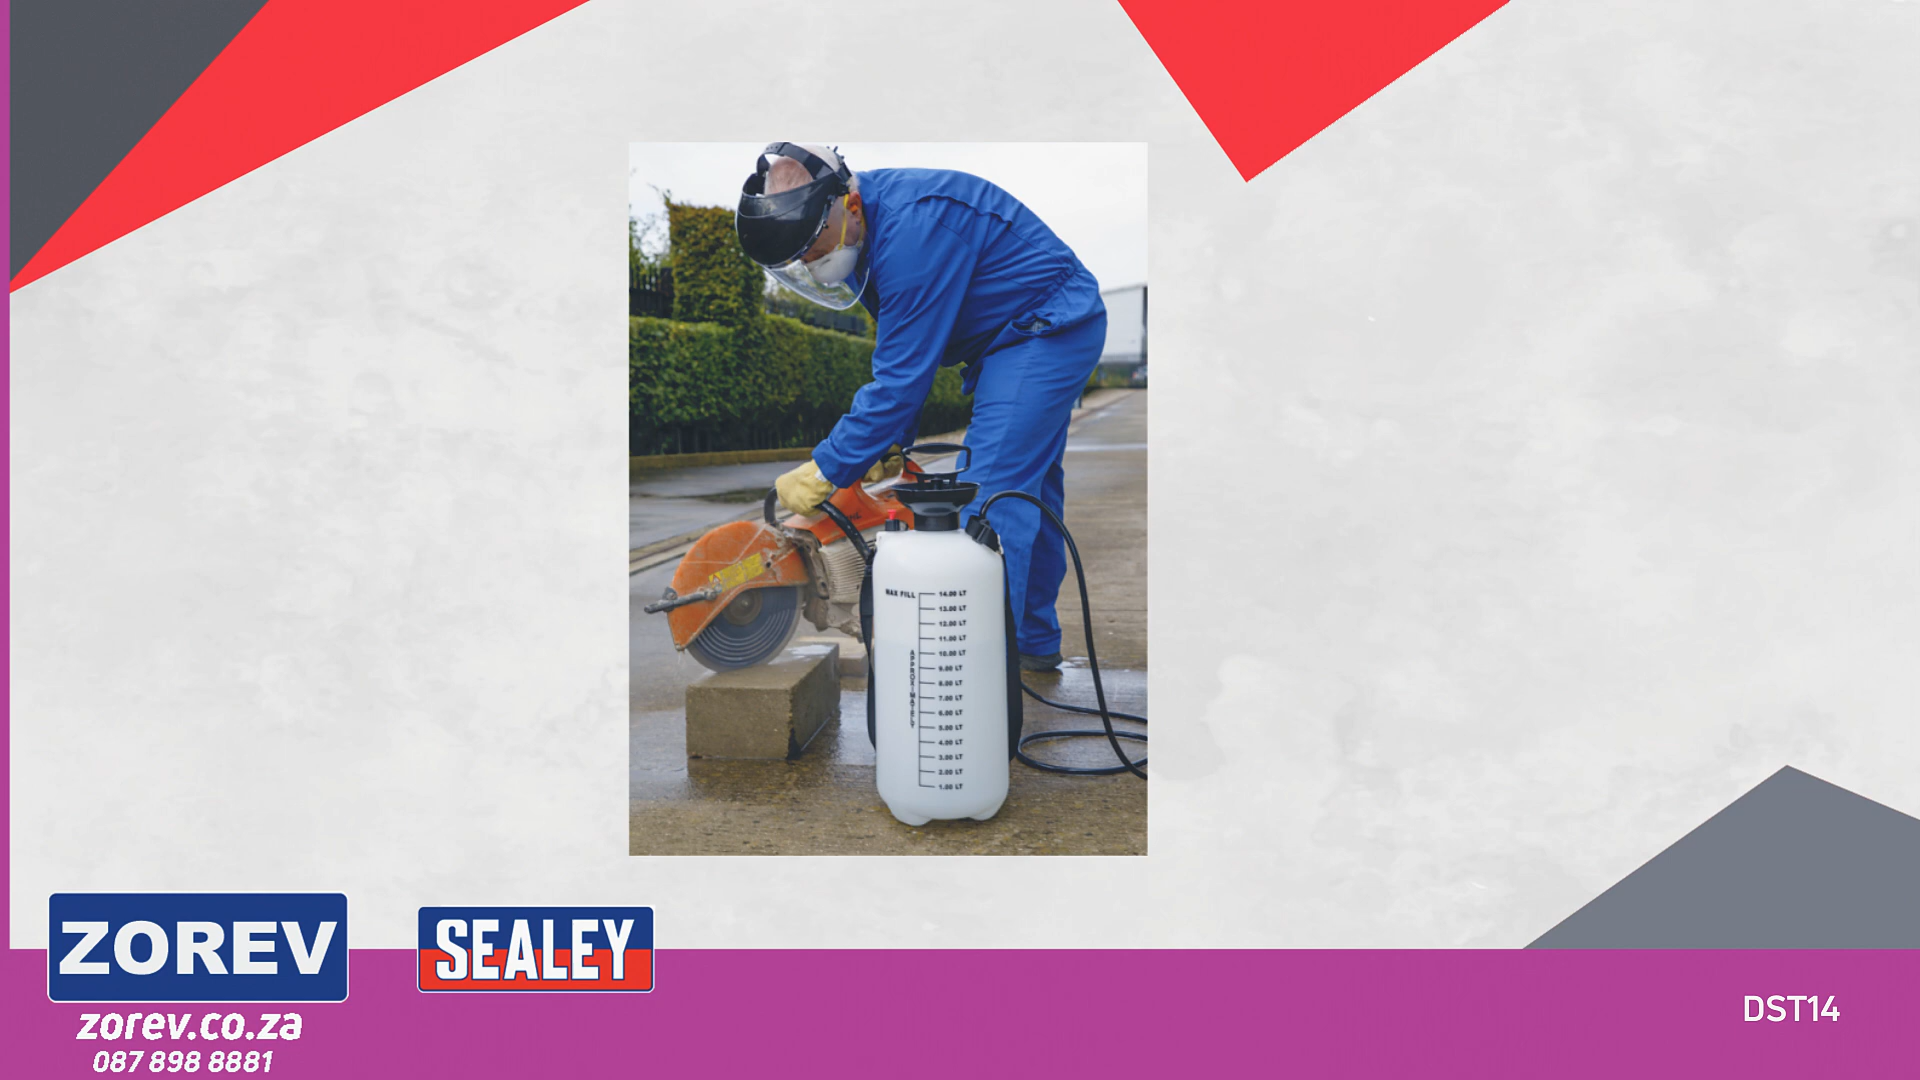 MAX FILL
14.00 LT
13.00 LT
12.00 LT
11.00 LT
10.00 LT
9.00 LT
8.00 LT
7.00 LT
6.00 LT
5.00 LT
4.00 LT
3.00 LT
2.00 LT
1.00 LT
APPROXIMATELY
ZOREV
SEALEY
zorev.co.za
087 898 8881
DST14